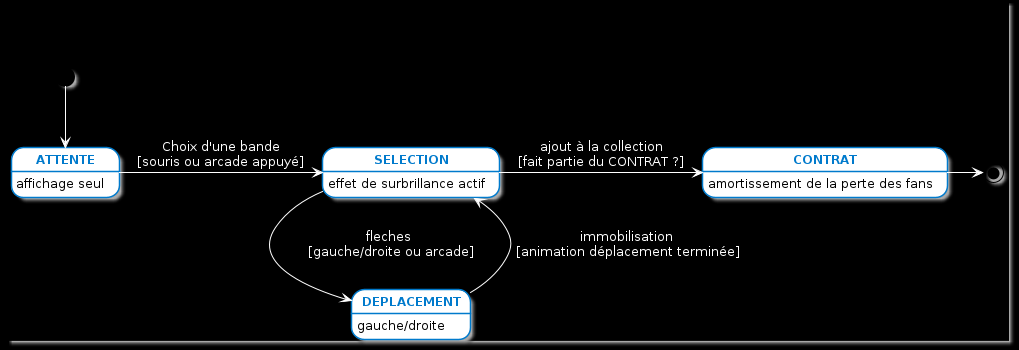 ATTENTE
affichage seul
Choix d'une bande
[souris ou arcade appuyé]
SELECTION
effet de surbrillance actif
ajout à la collection
[fait partie du CONTRAT ?]
CONTRAT
amortissement de la perte des fans
fleches
[gauche/droite ou arcade]
immobilisation
[animation déplacement terminée]
DEPLACEMENT
gauche/droite